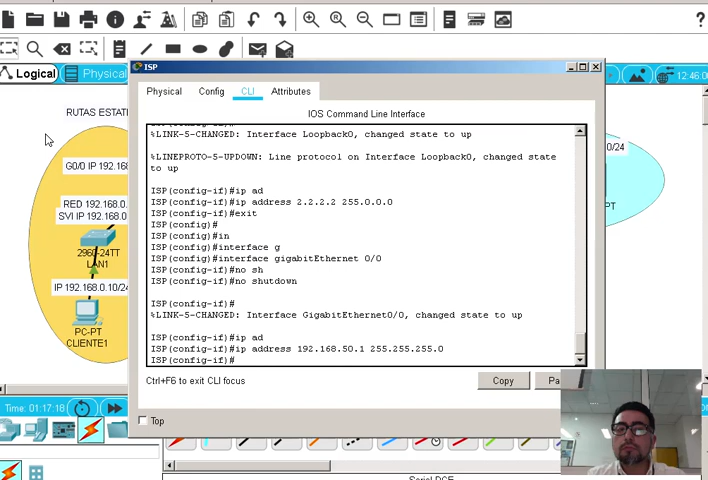 ?
Logical
Physical
12:46:0
ISP
Physical Config CLI Attributes
IOS Command Line Interface
%LINK-5-CHANGED: Interface Loopback0, changed state to up
%LINEPROTO-5-UPDOWN: Line protocol on Interface Loopback0, changed state
to up
ISP(config-if)#ip ad
ISP(config-if)#ip address 2.2.2.2 255.0.0.0
ISP(config-if)#exit
ISP(config)#
ISP(config)#in
ISP(config)#interface g
ISP(config)#interface gigabitEthernet 0/0
ISP(config-if)#no sh
ISP(config-if)#no shutdown
ISP(config-if)#
%LINK-5-CHANGED: Interface GigabitEthernet0/0, changed state to up
ISP(config-if)#ip ad
ISP(config-if)#ip address 192.168.50.1 255.255.255.0
ISP(config-if)#
Ctrl+F6 to exit CLI focus
Copy
Pa
Top
RUTAS ESTATI
G0/0 IP 192.168
RED 192.168.0
SVI IP 192.168.0.
2960-24TT
LAN1
IP 192.168.0.10/24
PC-PT
CLIENTE1
0/24
PT
Time: 01:17:18
Serial DCE